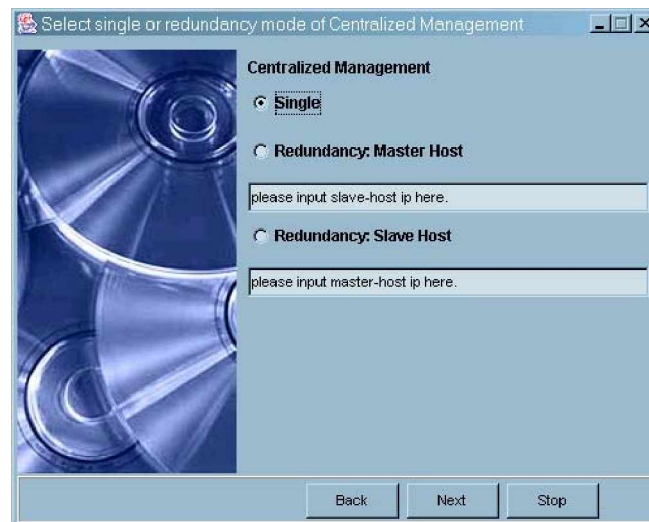 Select single or redundancy mode of Centralized Management
Centralized Management
Single
Redundancy: Master Host
please input slave-host ip here.
Redundancy: Slave Host
please input master-host ip here.
Back
Next
Stop